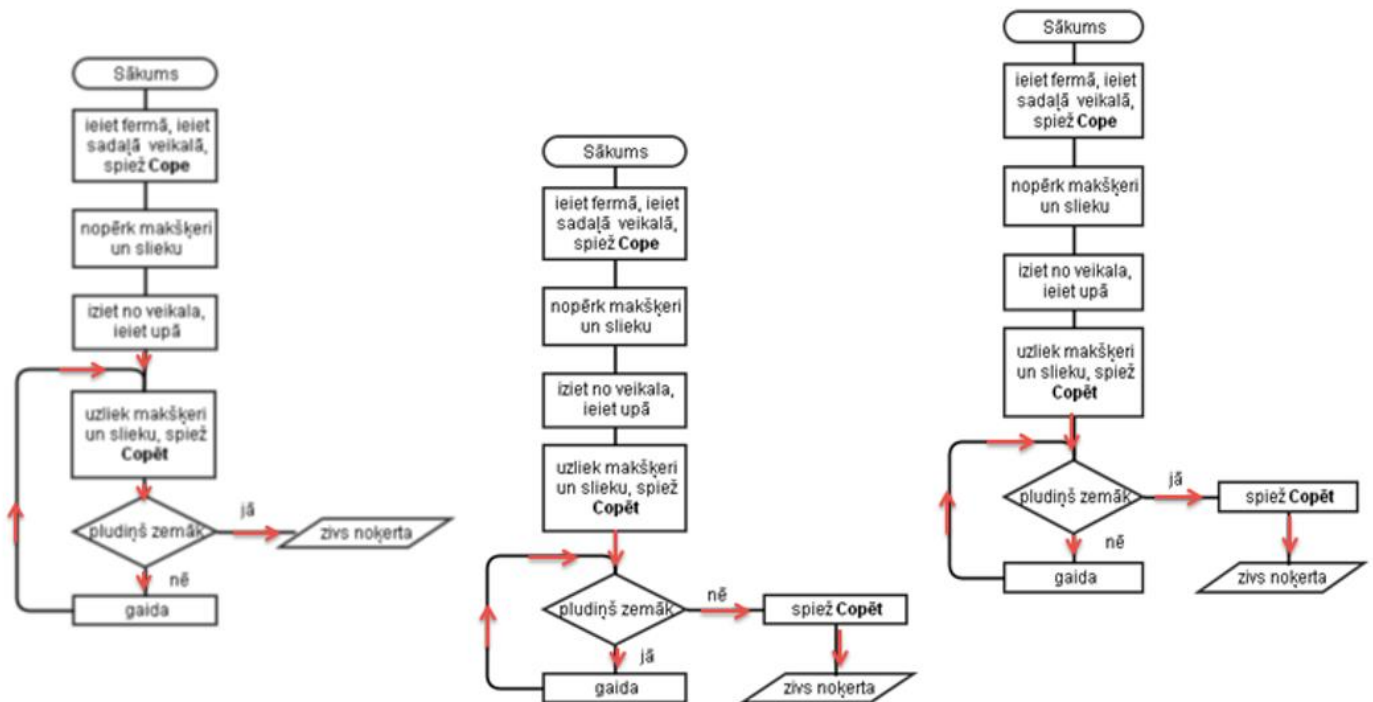 Sākums
ieiet fermā, ieiet
sadaļā veikalā,
spiež Cope
nopērk makšķeri
un slieku
iziet no veikala,
ieiet upā
uzliek makšķeri
un slieku, spiež
Copēt
pludiņš zemāk
jā
zivs noķerta
nē
gaida
Sākums
ieiet fermā, ieiet
sadaļā veikalā,
spiež Cope
nopērk makšķeri
un slieku
iziet no veikala,
ieiet upā
uzliek makšķeri
un slieku, spiež
Copēt
pludiņš zemāk
nē
spiež Copēt
jā
gaida
zivs noķerta
Sākums
ieiet fermā, ieiet
sadaļā veikalā,
spiež Cope
nopērk makšķeri
un slieku
iziet no veikala,
ieiet upā
uzliek makšķeri
un slieku, spiež
Copēt
pludiņš zemāk
jā
spiež Copēt
nē
gaida
zivs noķerta